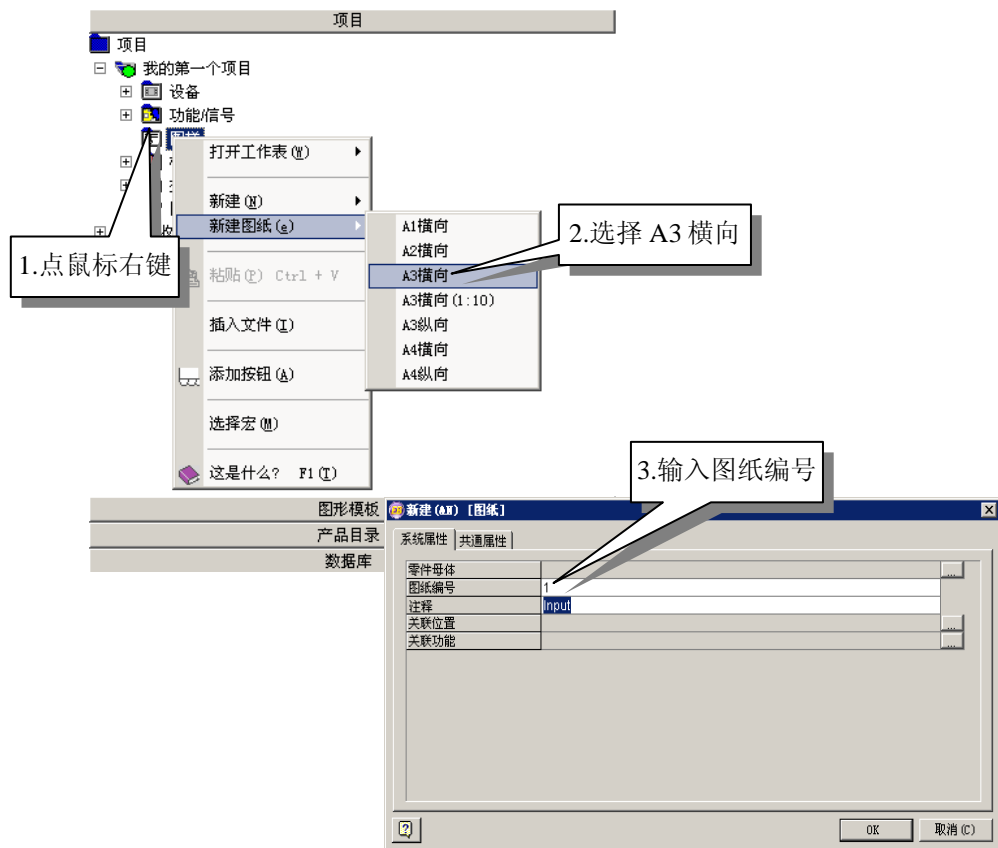 项目
项目
我的第一个项目
设备
功能/信号
打开工作表(W)
新建(N)
新建图纸(e)
A1横向
A2横向
A3横向
A3横向(1:10)
A3纵向
A4横向
A4纵向
2.选择 A3 横向
1.点鼠标右键
粘贴(P) Ctrl + V
插入文件(I)
添加按钮(A)
选择宏(M)
这是什么? F1(T)
3.输入图纸编号
图形模板
产品目录
数据库
新建(&N) [图纸]
系统属性
共通属性
零件母体
...
图纸编号
1
注释
Input
关联位置
...
关联功能
...
OK
取消(C)